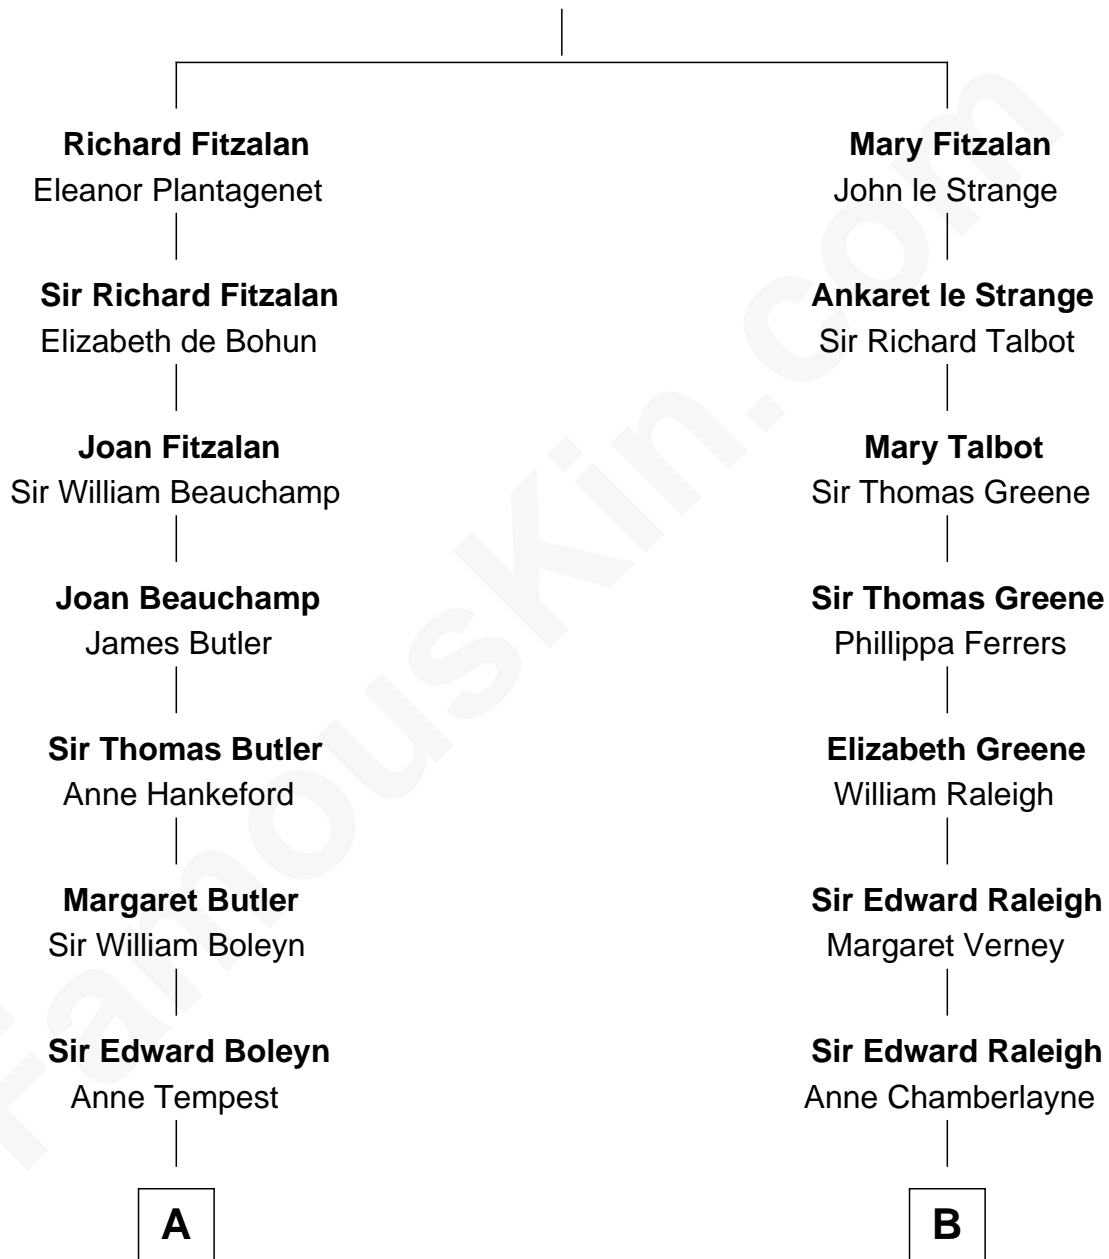 Richard Fitzalan
Eleanor Plantagenet
Sir Richard Fitzalan
Elizabeth de Bohun
Joan Fitzalan
Sir William Beauchamp
Joan Beauchamp
James Butler
Sir Thomas Butler
Anne Hankeford
Margaret Butler
Sir William Boleyn
Sir Edward Boleyn
Anne Tempest
A
Mary Fitzalan
John le Strange
Ankaret le Strange
Sir Richard Talbot
Mary Talbot
Sir Thomas Greene
Sir Thomas Greene
Phillippa Ferrers
Elizabeth Greene
William Raleigh
Sir Edward Raleigh
Margaret Verney
Sir Edward Raleigh
Anne Chamberlayne
B
FamousKin.com